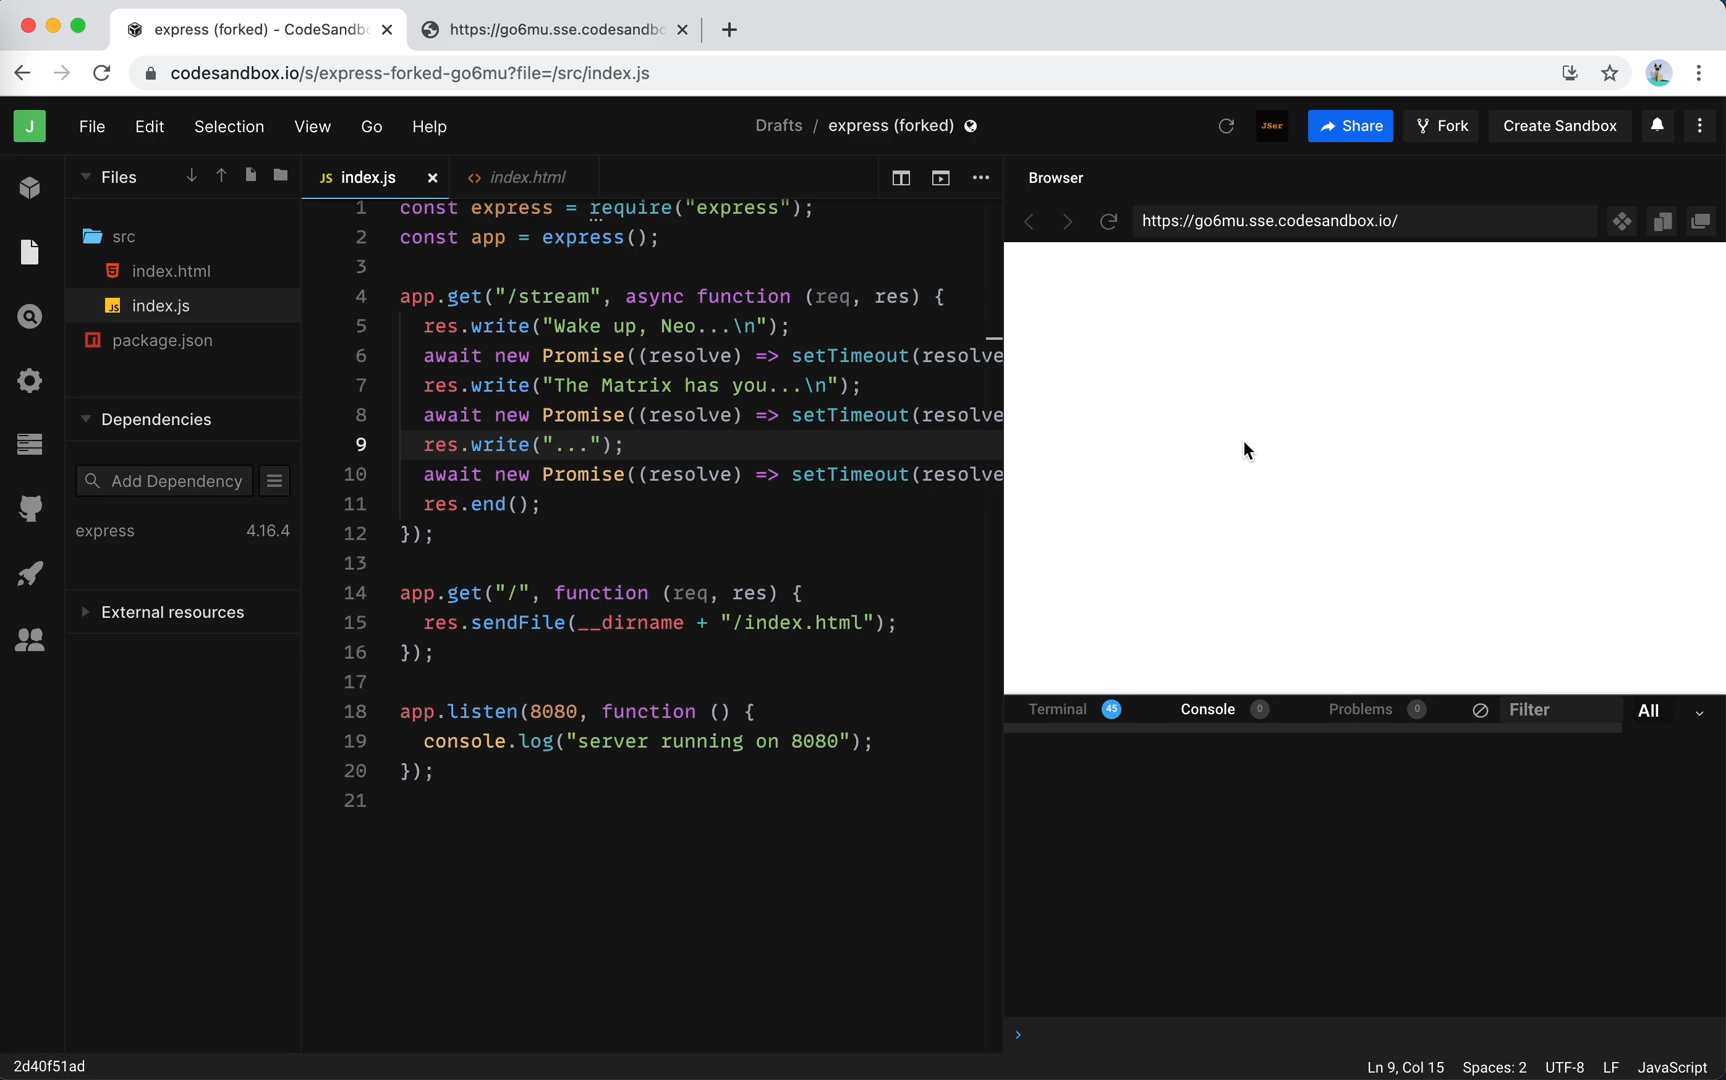 express (forked) - CodeSandb
https://go6mu.sse.codesandb
codesandbox.io/s/express-forked-go6mu?file=/src/index.js
J
File
Edit
Selection
View
Go
Help
Drafts / express (forked)
JSer
Share
Fork
Create Sandbox
Files
src
index.html
JS index.js
package.json
Dependencies
Add Dependency
express 4.16.4
External resources
JS index.js
<> index.html
1 const express = require("express");
2 const app = express();
3
4 app.get("/stream", async function (req, res) {
5 res.write("Wake up, Neo...\n");
6 await new Promise((resolve) => setTimeout(resolve
7 res.write("The Matrix has you...\n");
8 await new Promise((resolve) => setTimeout(resolve
9 res.write("...");
10 await new Promise((resolve) => setTimeout(resolve
11 res.end();
12 });
13
14 app.get("/", function (req, res) {
15 res.sendFile(__dirname + "/index.html");
16 });
17
18 app.listen(8080, function () {
19 console.log("server running on 8080");
20 });
21
Browser
https://go6mu.sse.codesandbox.io/
Terminal 45
Console 0
Problems 0
Filter
All
2d40f51ad
Ln 9, Col 15
Spaces: 2
UTF-8
LF
JavaScript